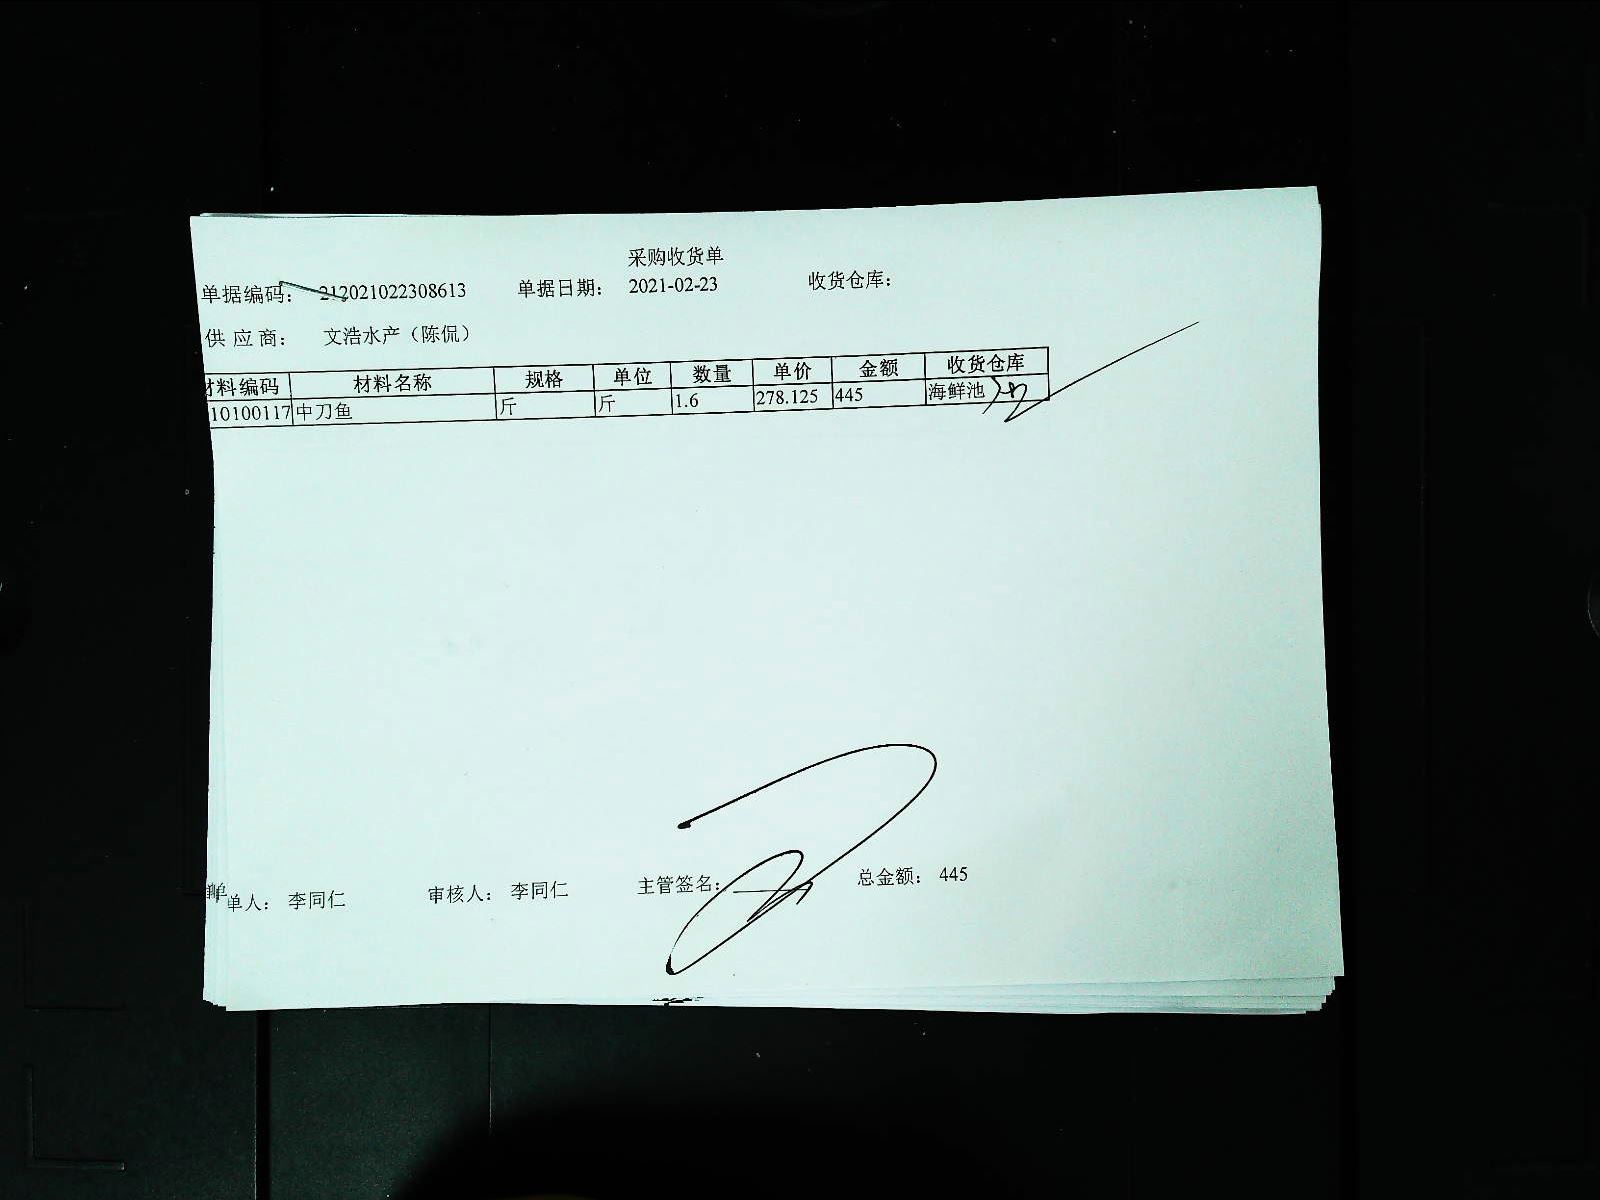 采购收货单
单据编码： 212021022308613 单据日期： 2021-02-23 收货仓库：
供应商： 文浩水产（陈侃）
材料编码 材料名称 规格 单位 数量 单价 金额 收货仓库
10100117 中刀鱼 斤 斤 1.6 278.125 445 海鲜池
单人： 李同仁 审核人： 李同仁 主管签名： 总金额： 445